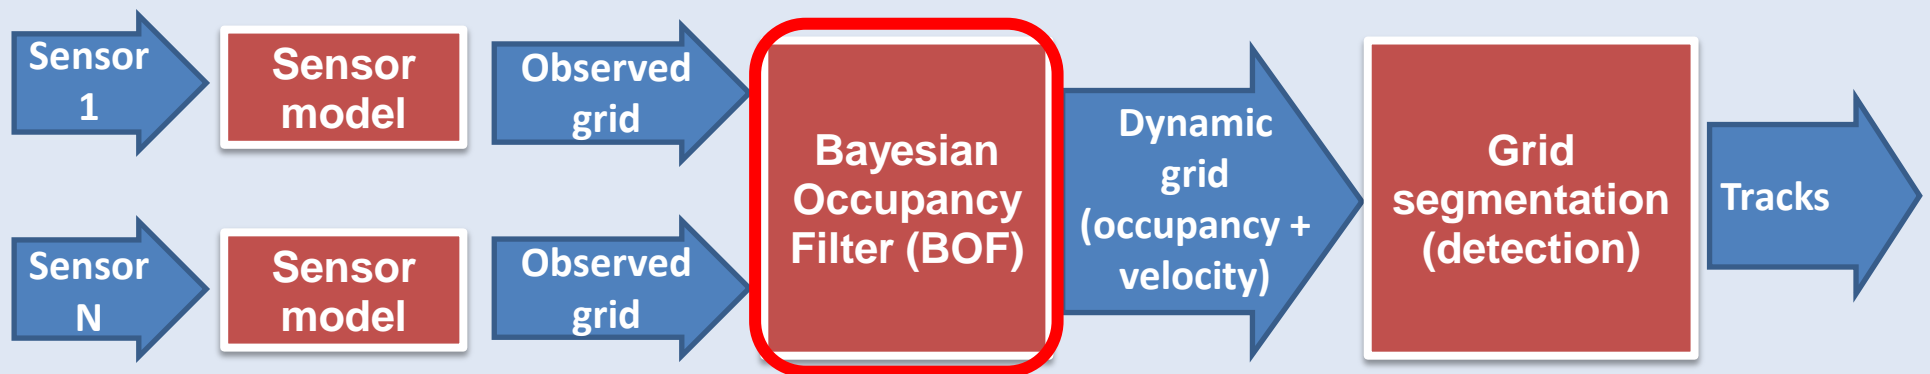 Sensor
1
Sensor
model
Observed
grid
Sensor
N
Sensor
model
Observed
grid
Bayesian
Occupancy
Filter (BOF)
Dynamic
grid
(occupancy +
velocity)
Grid
segmentation
(detection)
Tracks